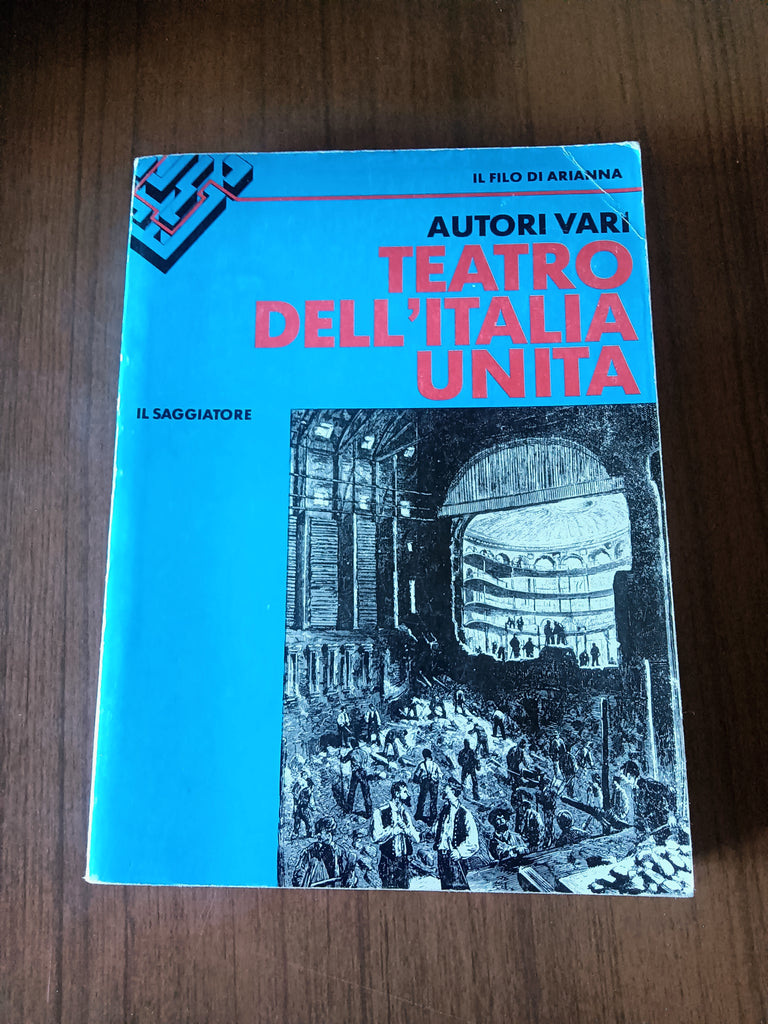 IL FILO DI ARIANNA
AUTORI VARI
TEATRO
DELL'ITALIA
UNITA
IL SAGGIATORE